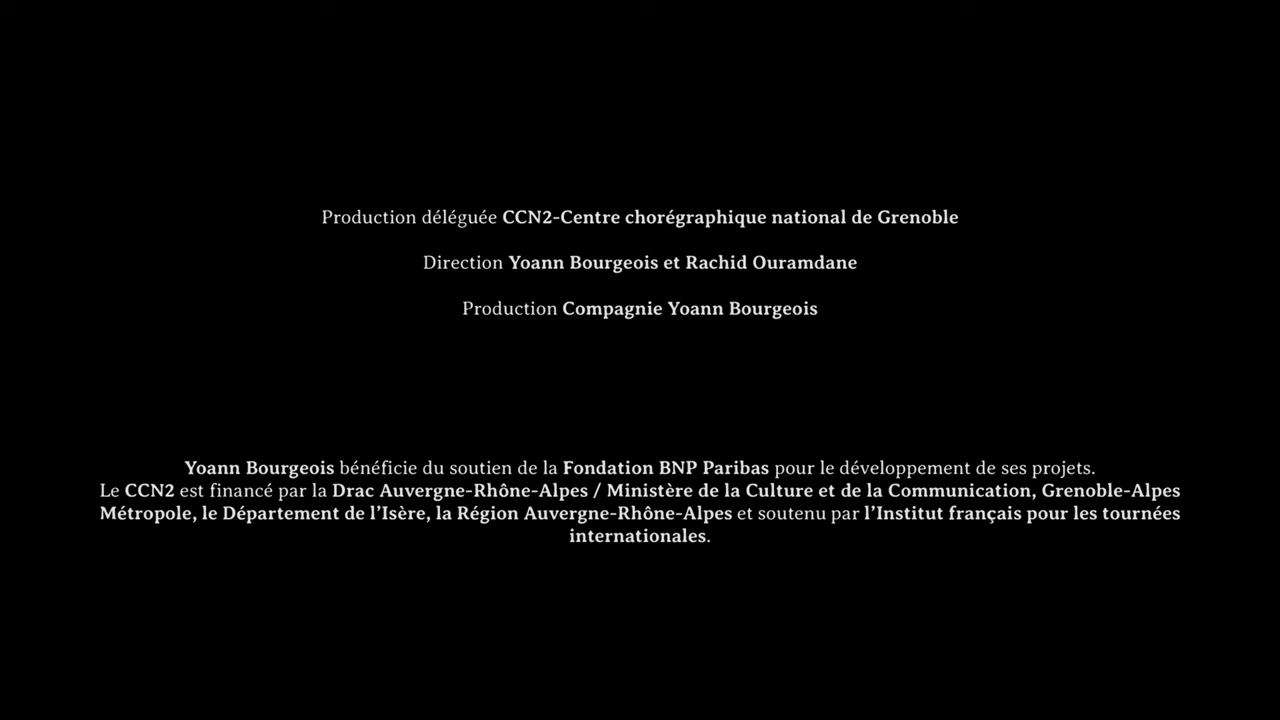 Production déléguée CCN2-Centre chorégraphique national de Grenoble
Direction Yoann Bourgeois et Rachid Ouramdane
Production Compagnie Yoann Bourgeois
Yoann Bourgeois bénéficie du soutien de la Fondation BNP Paribas pour le développement de ses projets.
Le CCN2 est financé par la Drac Auvergne-Rhône-Alpes / Ministère de la Culture et de la Communication, Grenoble-Alpes
Métropole, le Département de l’Isère, la Région Auvergne-Rhône-Alpes et soutenu par l’Institut français pour les tournées
internationales.